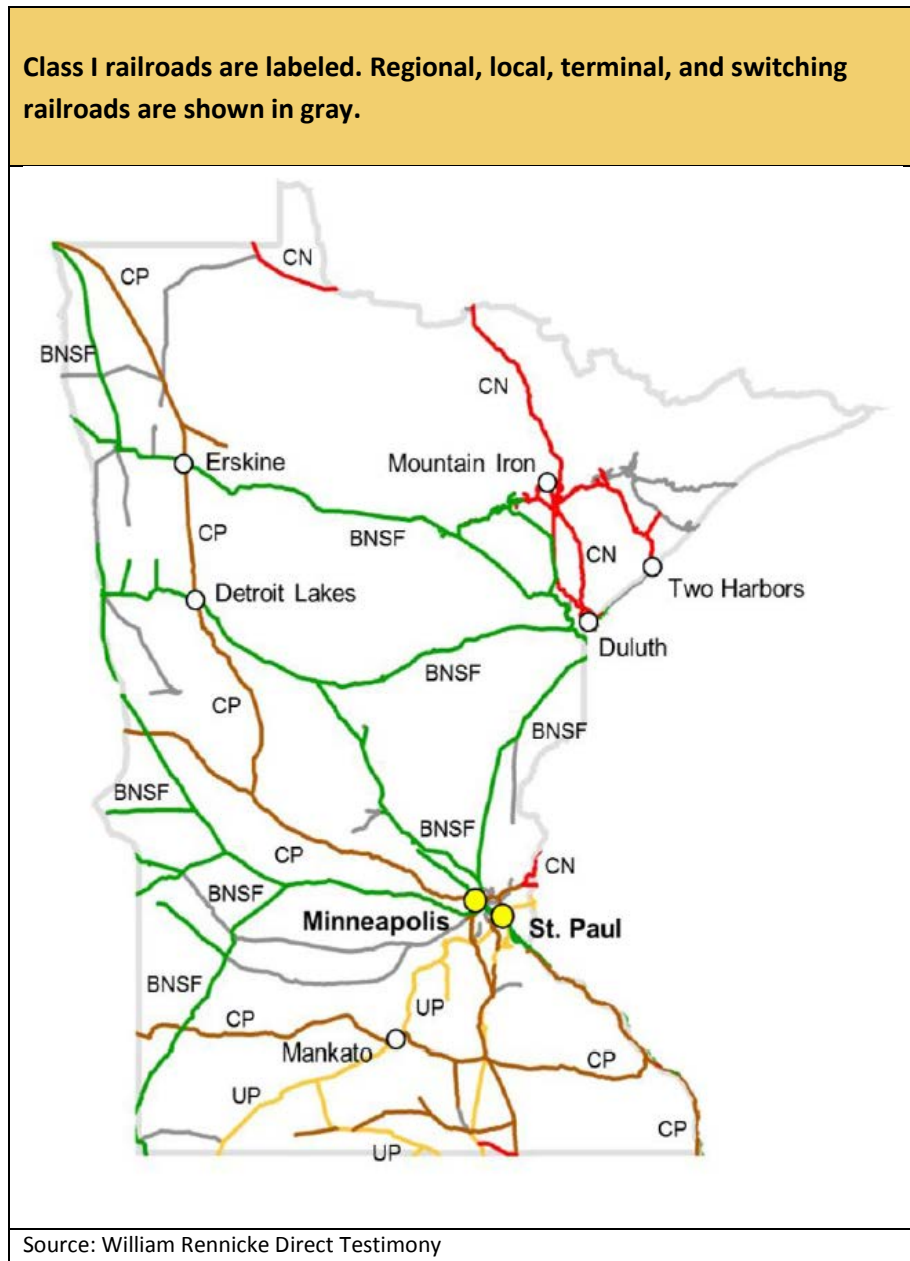 Class I railroads are labeled. Regional, local, terminal, and switching
railroads are shown in gray.
CN
CP
BNSF
CN
Erskine
Mountain Iron
CP
BNSF
CN
Two Harbors
Detroit Lakes
Duluth
BNSF
CP
BNSF
BNSF
BNSF
CP
CN
BNSF
Minneapolis
St. Paul
BNSF
UP
CP
Mankato
CP
UP
CP
UP
Source: William Rennicke Direct Testimony